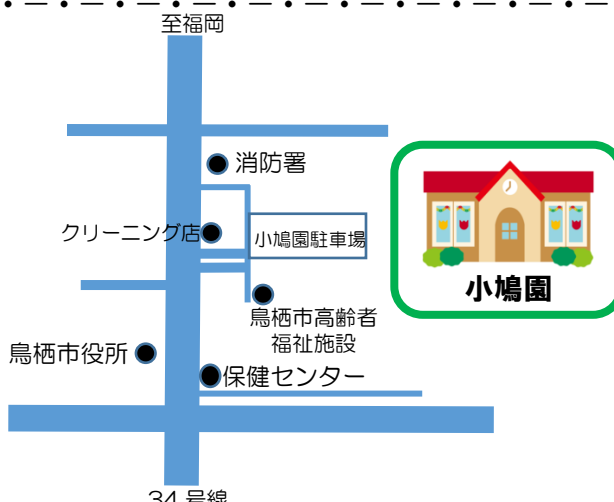 至福岡
消防署
クリーニング店
小鳩園駐車場
小鳩園
鳥栖市高齢者
福祉施設
鳥栖市役所
保健センター
34 号線